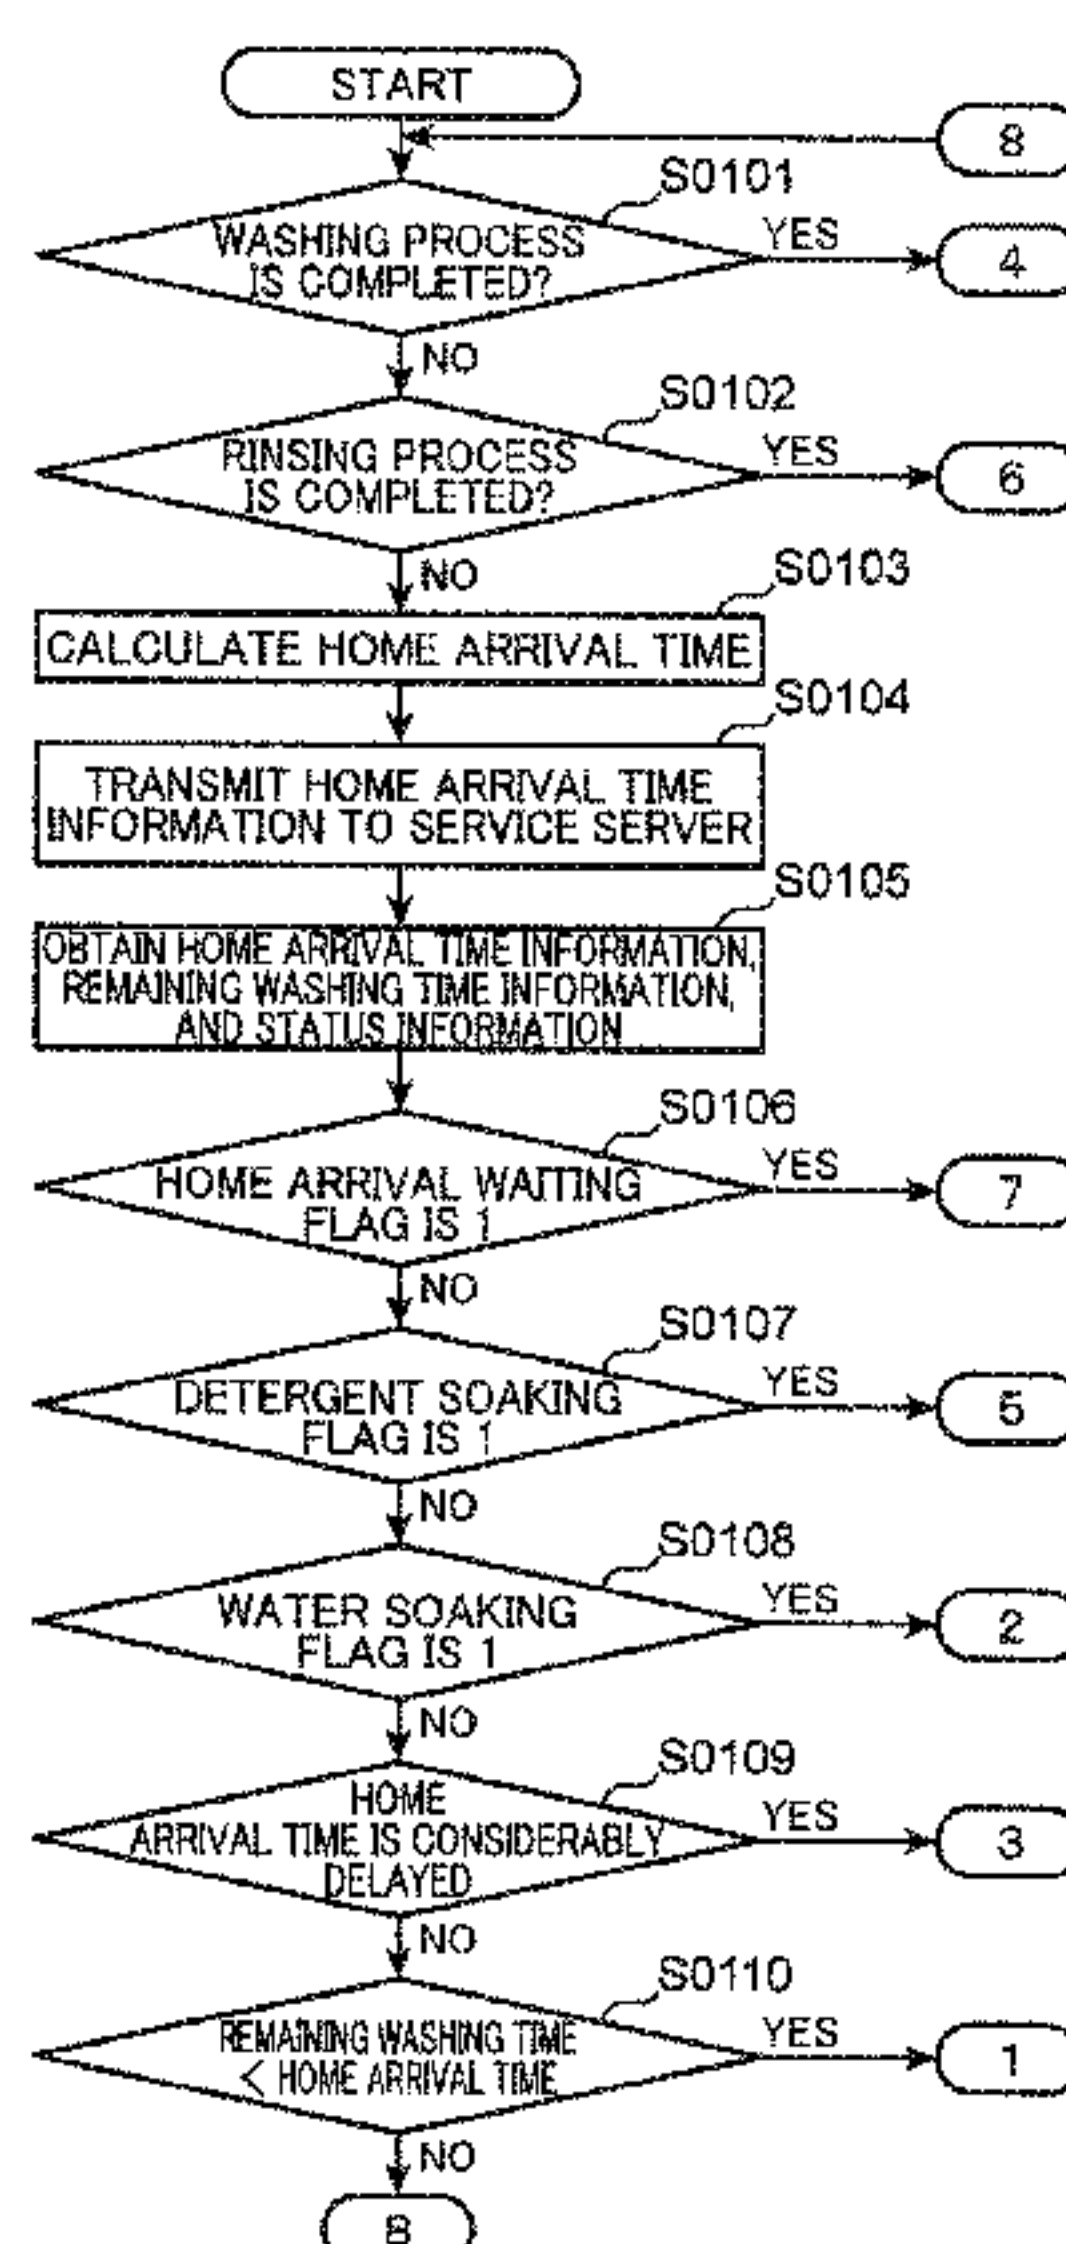 START
8
S0101
WASHING PROCESS
IS COMPLETED?
YES
4
NO
S0102
RINSING PROCESS
IS COMPLETED?
YES
6
NO
S0103
CALCULATE HOME ARRIVAL TIME
S0104
TRANSMIT HOME ARRIVAL TIME
INFORMATION TO SERVICE SERVER
S0105
OBTAIN HOME ARRIVAL TIME INFORMATION,
REMAINING WASHING TIME INFORMATION,
AND STATUS INFORMATION
S0106
HOME ARRIVAL WAITING
FLAG IS 1
YES
7
NO
S0107
DETERGENT SOAKING
FLAG IS 1
YES
5
NO
S0108
WATER SOAKING
FLAG IS 1
YES
2
NO
S0109
HOME
ARRIVAL TIME IS CONSIDERABLY
DELAYED
YES
3
NO
S0110
REMAINING WASHING TIME
< HOME ARRIVAL TIME
YES
1
NO